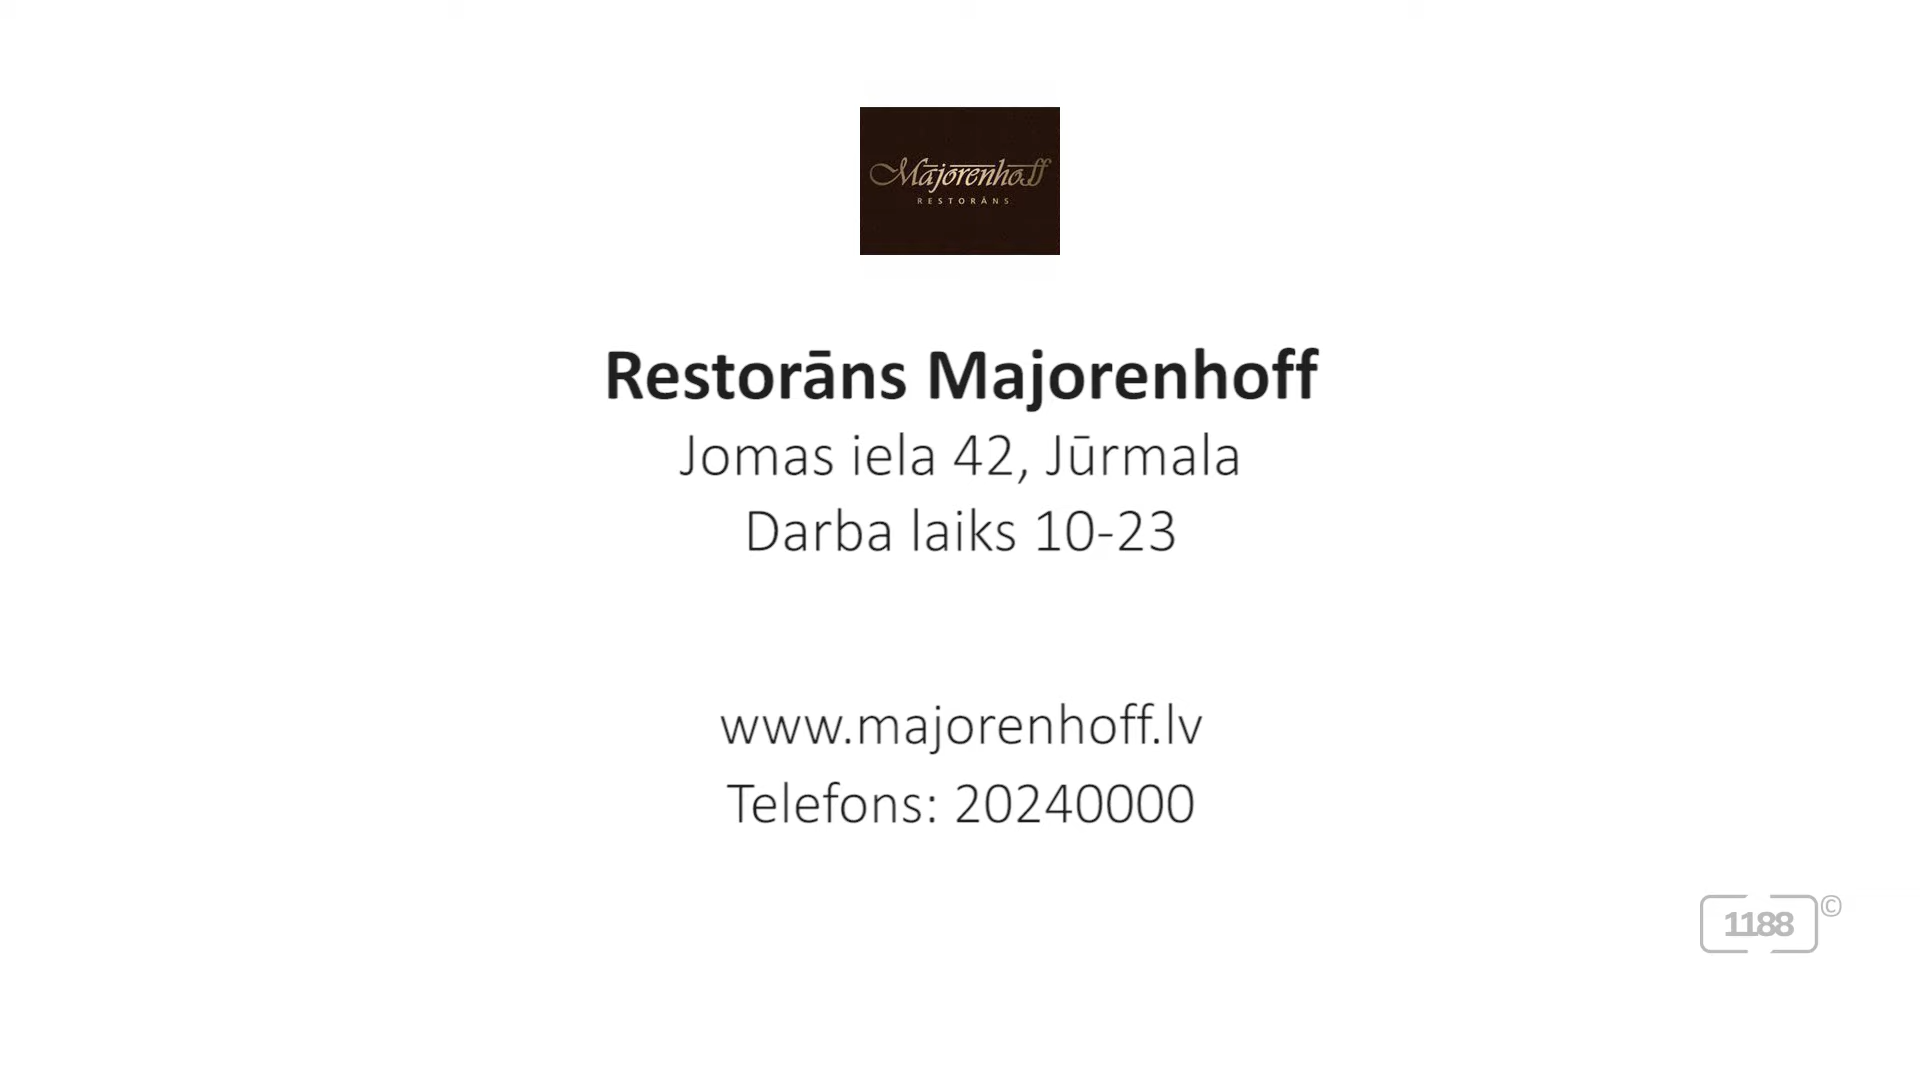 Majorenhoff
RESTORĀNS
Restorāns Majorenhoff
Jomas iela 42, Jūrmala
Darba laiks 10-23
www.majorenhoff.lv
Telefons: 20240000
1188 ©